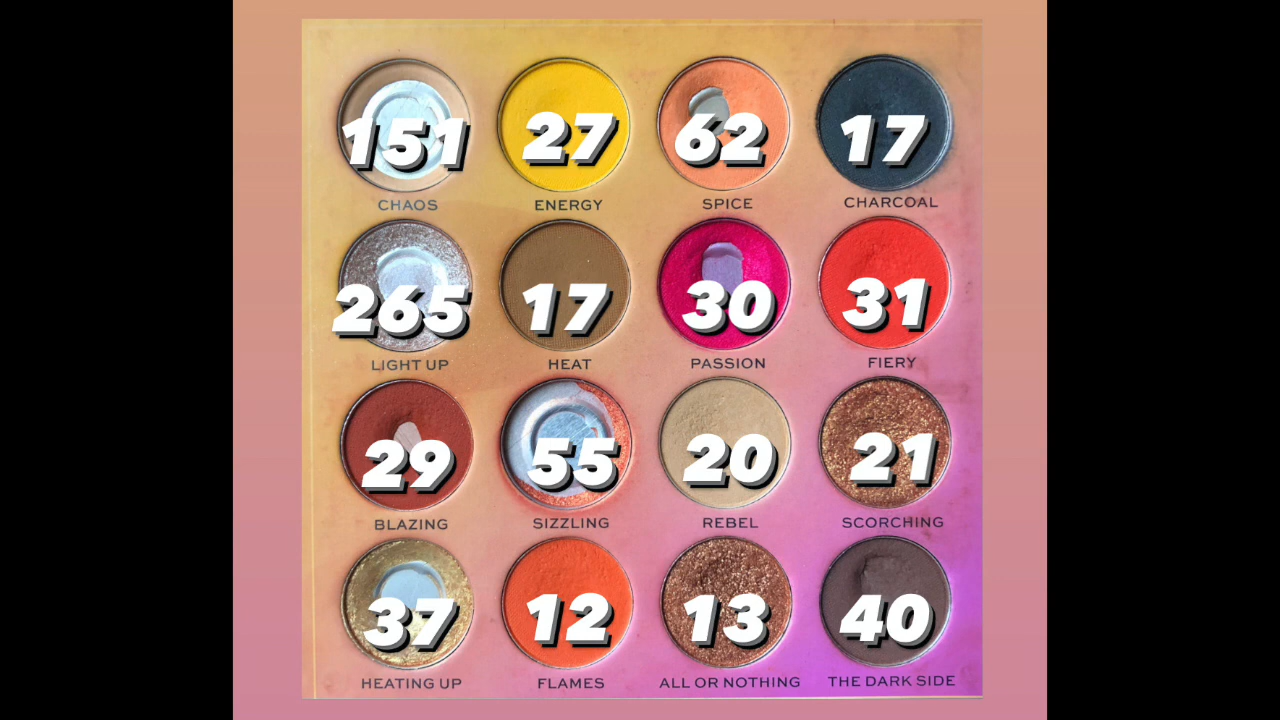 151 27 62 17
CHAOS ENERGY SPICE CHARCOAL
265 17 30 31
LIGHT UP HEAT PASSION FIERY
29 55 20 21
BLAZING SIZZLING REBEL SCORCHING
37 12 13 40
HEATING UP FLAMES ALL OR NOTHING THE DARK SIDE